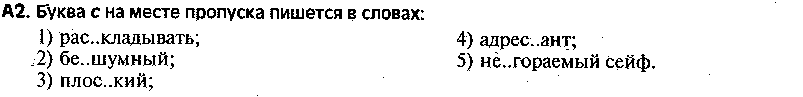 А2. Буква с на месте пропуска пишется в словах:
1) рас..кладывать;
2) бе..шумный;
3) плос..кий;
4) адрес..ант;
5) не..гораемый сейф.